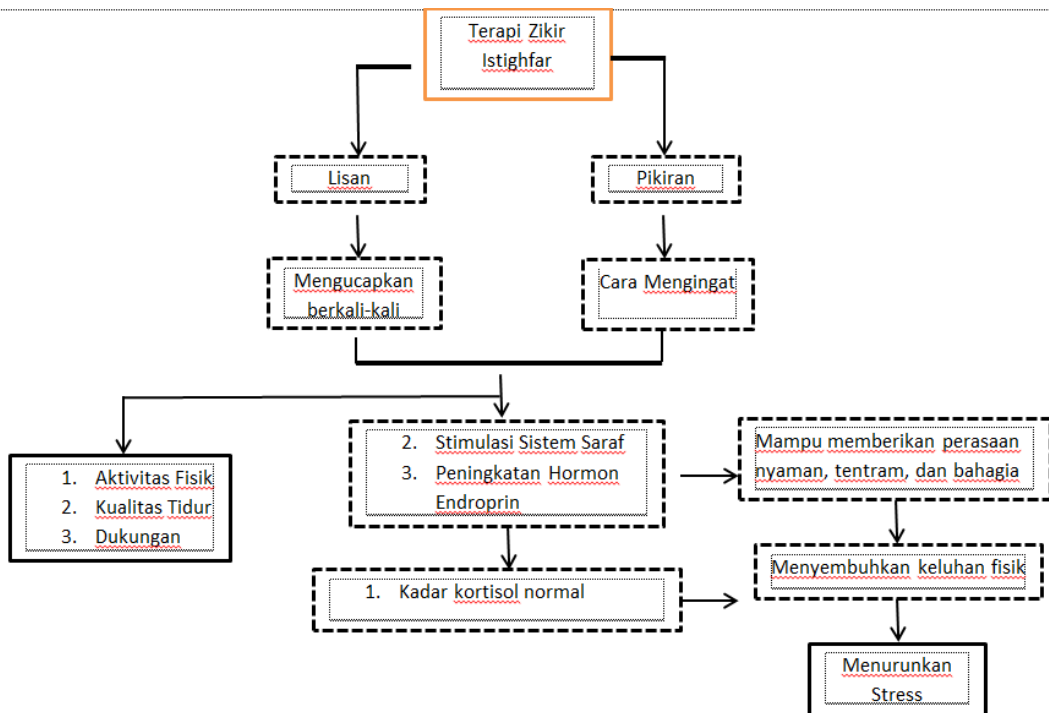 Terapi Zikir
Istighfar
Lisan
Pikiran
Mengucapkan
berkali-kali
Cara Mengingat
1. Aktivitas Fisik
2. Kualitas Tidur
3. Dukungan
2. Stimulasi Sistem Saraf
3. Peningkatan Hormon
Endroprin
Mampu memberikan perasaan
nyaman, tentram, dan bahagia
1. Kadar kortisol normal
Menyembuhkan keluhan fisik
Menurunkan
Stress